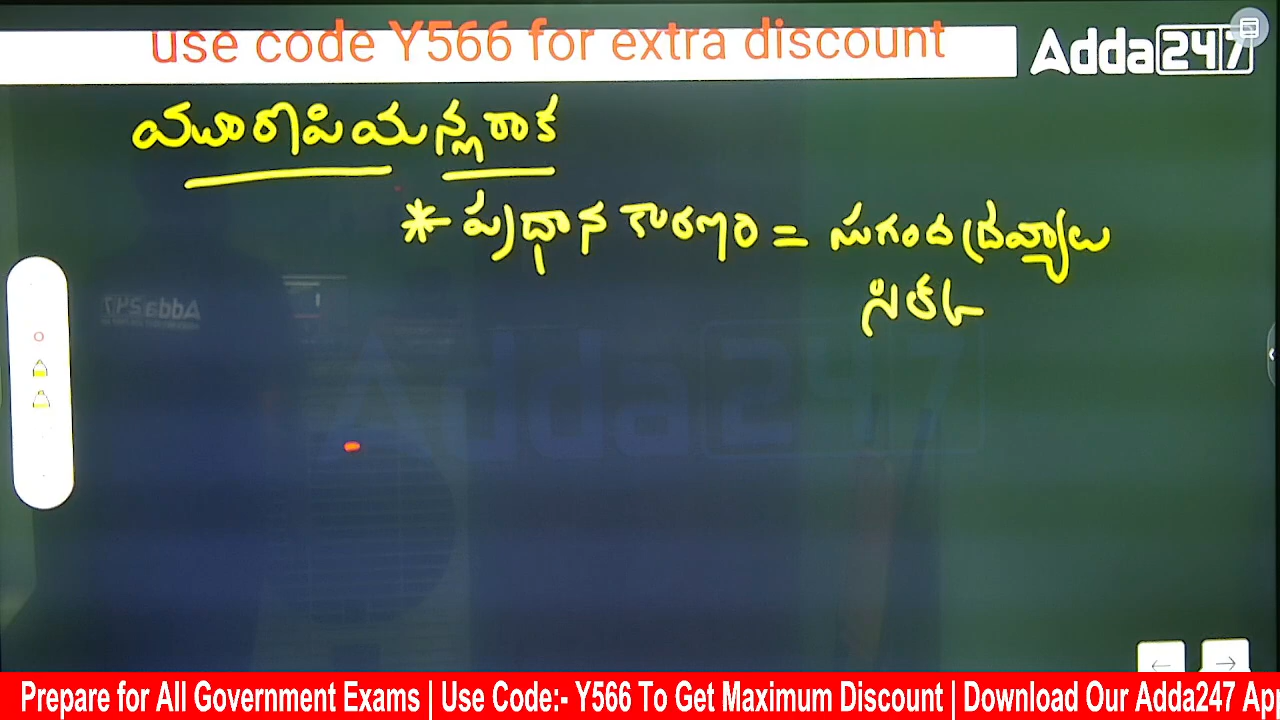 use code Y566 for extra discount
Adda247
యూరోపియన్ల రాక
* ప్రధాన కారణం = సుగంద ద్రవ్యాలు
Adda247
Prepare for All Government Exams | Use Code:- Y566 To Get Maximum Discount | Download Our Adda247 Ap